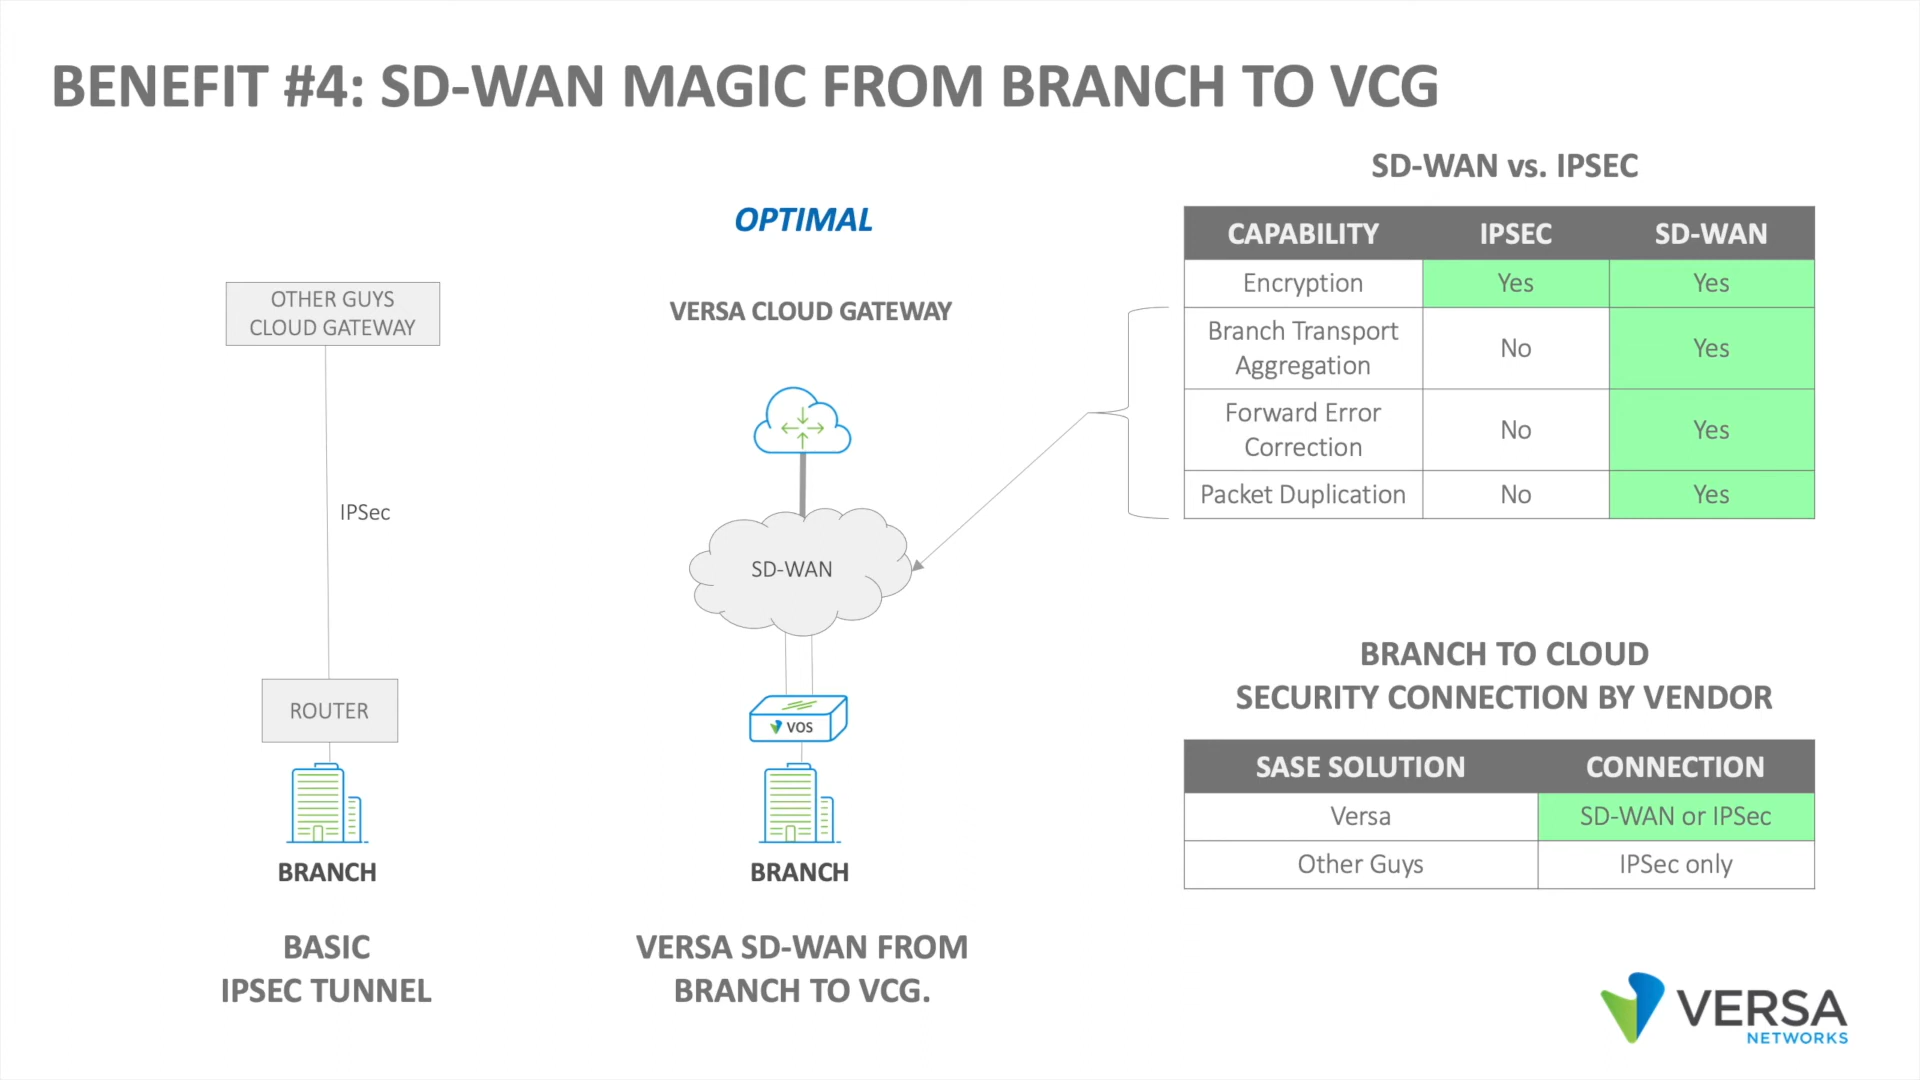 BENEFIT #4: SD-WAN MAGIC FROM BRANCH TO VCG
OPTIMAL
OTHER GUYS
CLOUD GATEWAY
IPSec
ROUTER
BRANCH
BASIC
IPSEC TUNNEL
VERSA CLOUD GATEWAY
SD-WAN
VOS
BRANCH
VERSA SD-WAN FROM
BRANCH TO VCG.
SD-WAN vs. IPSEC
CAPABILITY IPSEC SD-WAN
Encryption Yes Yes
Branch Transport
Aggregation No Yes
Forward Error
Correction No Yes
Packet Duplication No Yes
BRANCH TO CLOUD
SECURITY CONNECTION BY VENDOR
SASE SOLUTION CONNECTION
Versa SD-WAN or IPSec
Other Guys IPSec only
VERSA
NETWORKS